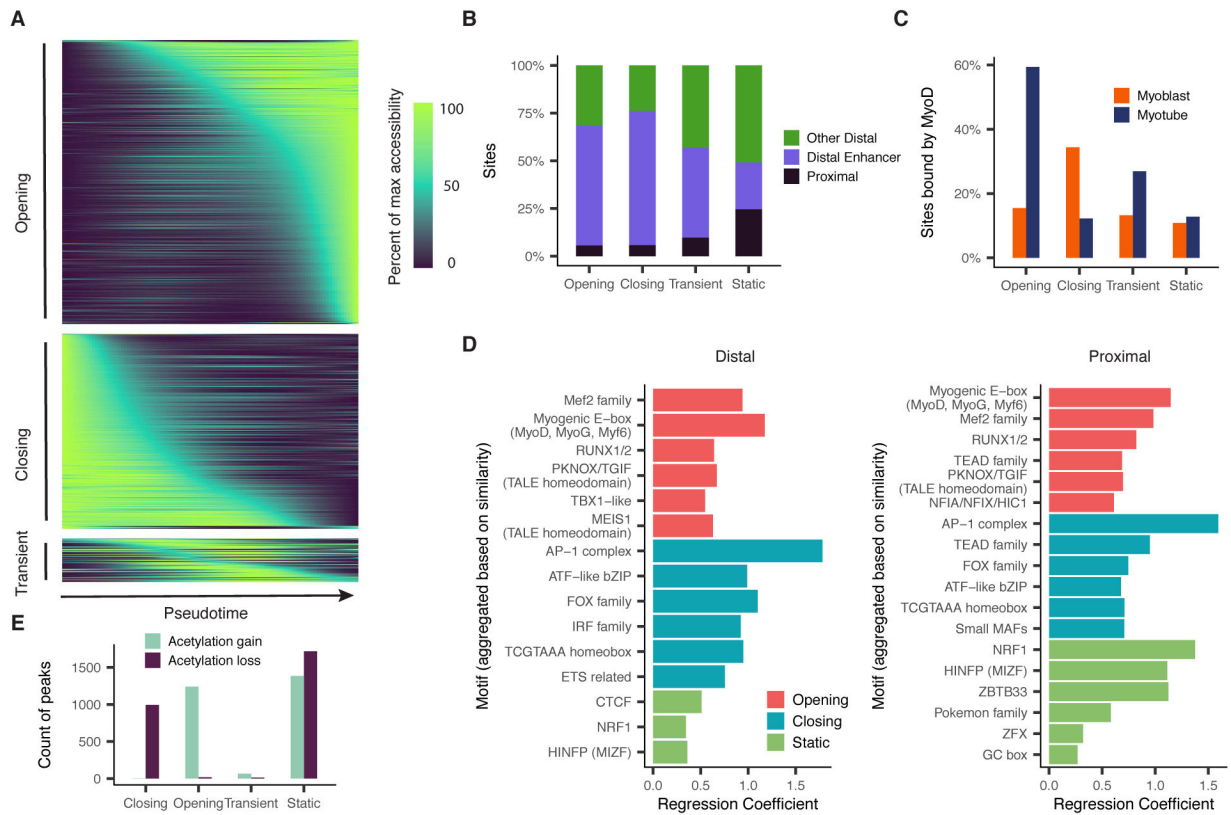 A
Opening
Closing
Transient
Pseudotime
Percent of max accessibility
100
50
0
B
Sites
100%
75%
50%
25%
0%
Opening
Closing
Transient
Static
Other Distal
Distal Enhancer
Proximal
C
Sites bound by MyoD
60%
40%
20%
0%
Opening
Closing
Transient
Static
Myoblast
Myotube
D
Distal
Motif (aggregated based on similarity)
Mef2 family
Myogenic E−box
(MyoD, MyoG, Myf6)
RUNX1/2
PKNOX/TGIF
(TALE homeodomain)
TBX1−like
MEIS1
(TALE homeodomain)
AP−1 complex
ATF−like bZIP
FOX family
IRF family
TCGTAAA homeobox
ETS related
CTCF
NRF1
HINFP (MIZF)
Opening
Closing
Static
0.0
0.5
1.0
1.5
Regression Coefficient
Proximal
Motif (aggregated based on similarity)
Myogenic E−box
(MyoD, MyoG, Myf6)
Mef2 family
RUNX1/2
TEAD family
PKNOX/TGIF
(TALE homeodomain)
NFIA/NFIX/HIC1
AP−1 complex
TEAD family
FOX family
ATF−like bZIP
TCGTAAA homeobox
Small MAFs
NRF1
HINFP (MIZF)
ZBTB33
Pokemon family
ZFX
GC box
0.0
0.5
1.0
1.5
Regression Coefficient
E
Acetylation gain
Acetylation loss
Count of peaks
1500
1000
500
0
Closing
Opening
Transient
Static